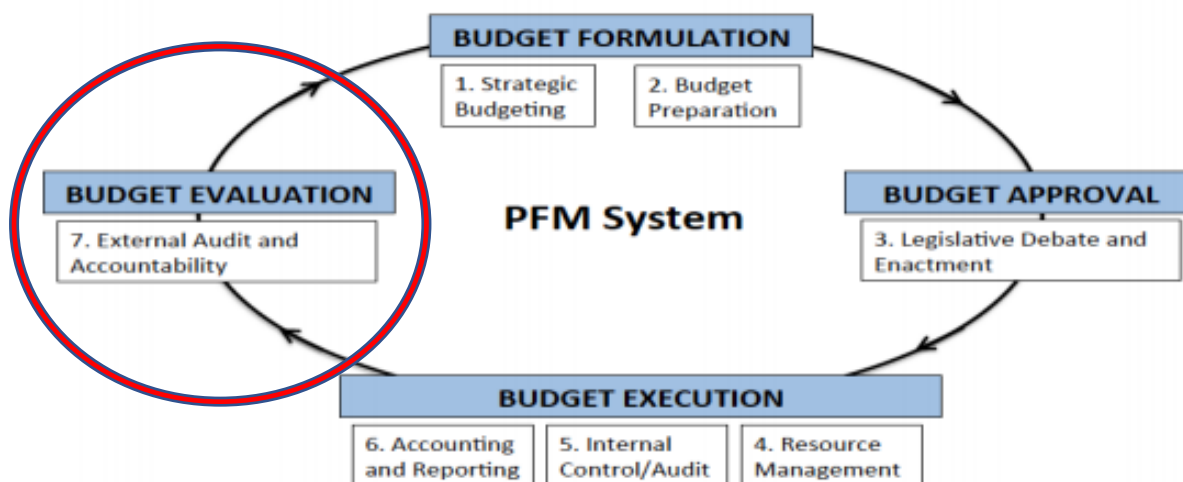 BUDGET FORMULATION
1. Strategic
Budgeting
2. Budget
Preparation
BUDGET EVALUATION
7. External Audit and
Accountability
PFM System
BUDGET APPROVAL
3. Legislative Debate and
Enactment
BUDGET EXECUTION
6. Accounting
and Reporting
5. Internal
Control/Audit
4. Resource
Management